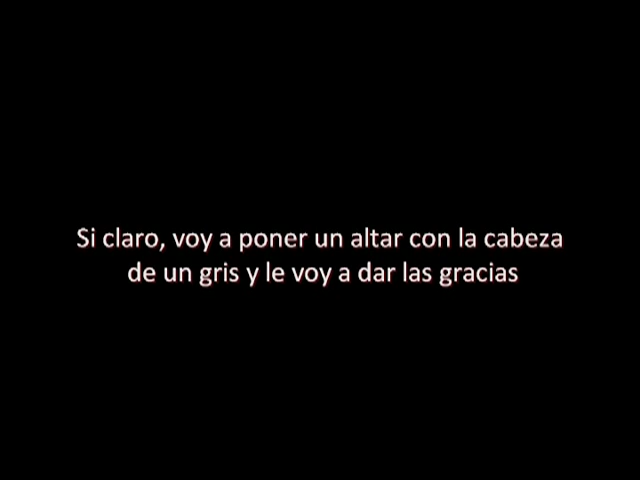 Si claro, voy a poner un altar con la cabeza
de un gris y le voy a dar las gracias